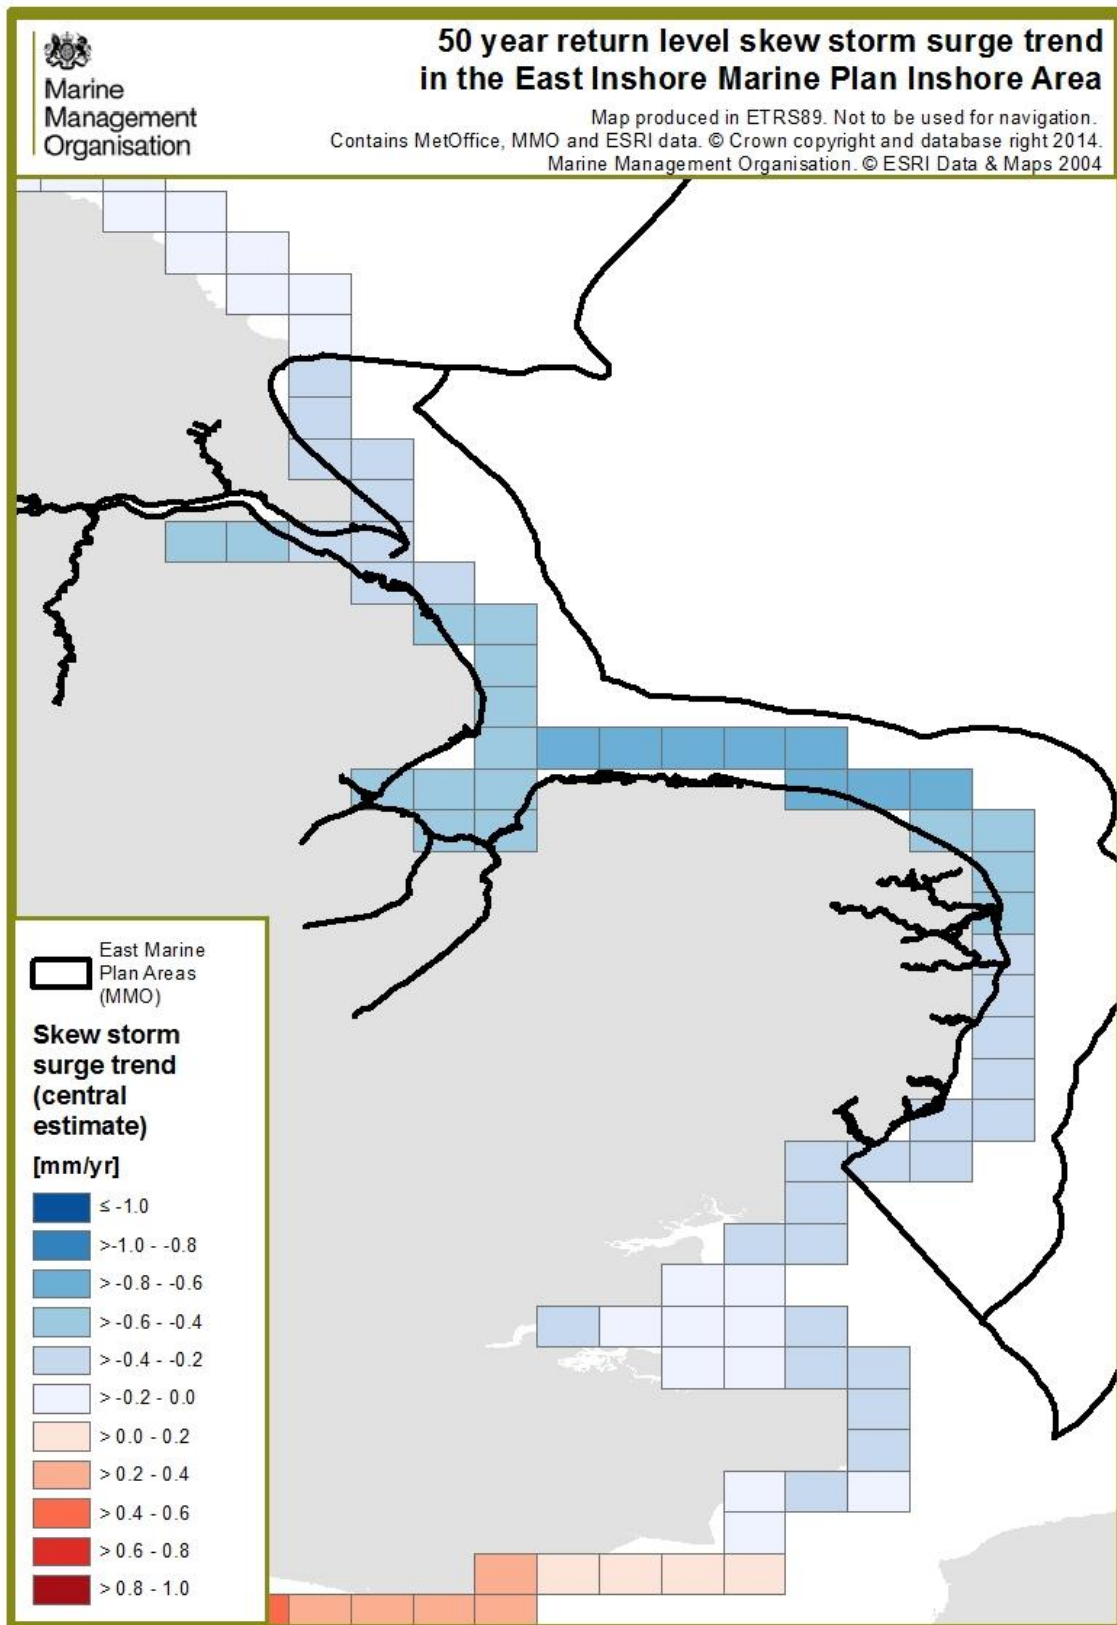 Marine
Management
Organisation
50 year return level skew storm surge trend
in the East Inshore Marine Plan Inshore Area
Map produced in ETRS89. Not to be used for navigation.
Contains MetOffice, MMO and ESRI data. © Crown copyright and database right 2014.
Marine Management Organisation. © ESRI Data & Maps 2004
East Marine
Plan Areas
(MMO)
Skew storm
surge trend
(central
estimate)
[mm/yr]
≤ -1.0
>-1.0 - -0.8
> -0.8 - -0.6
> -0.6 - -0.4
> -0.4 - -0.2
> -0.2 - 0.0
> 0.0 - 0.2
> 0.2 - 0.4
> 0.4 - 0.6
> 0.6 - 0.8
> 0.8 - 1.0